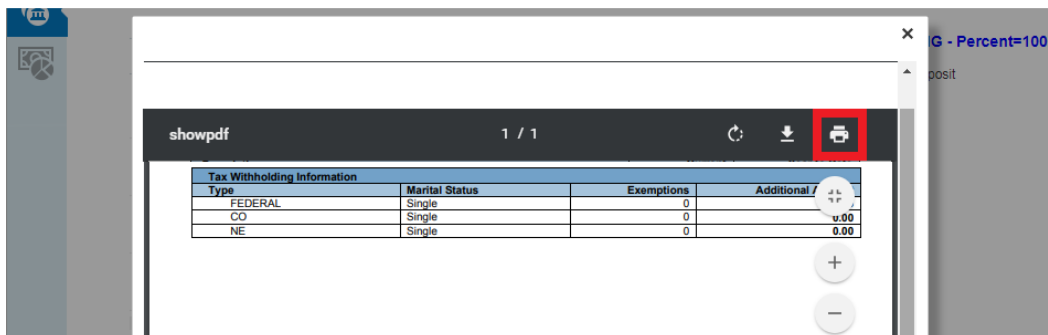 IG - Percent=100
posit
showpdf
1 / 1
Tax Withholding Information
Type Marital Status Exemptions Additional
FEDERAL Single 0
CO Single 0 0.00
NE Single 0 0.00